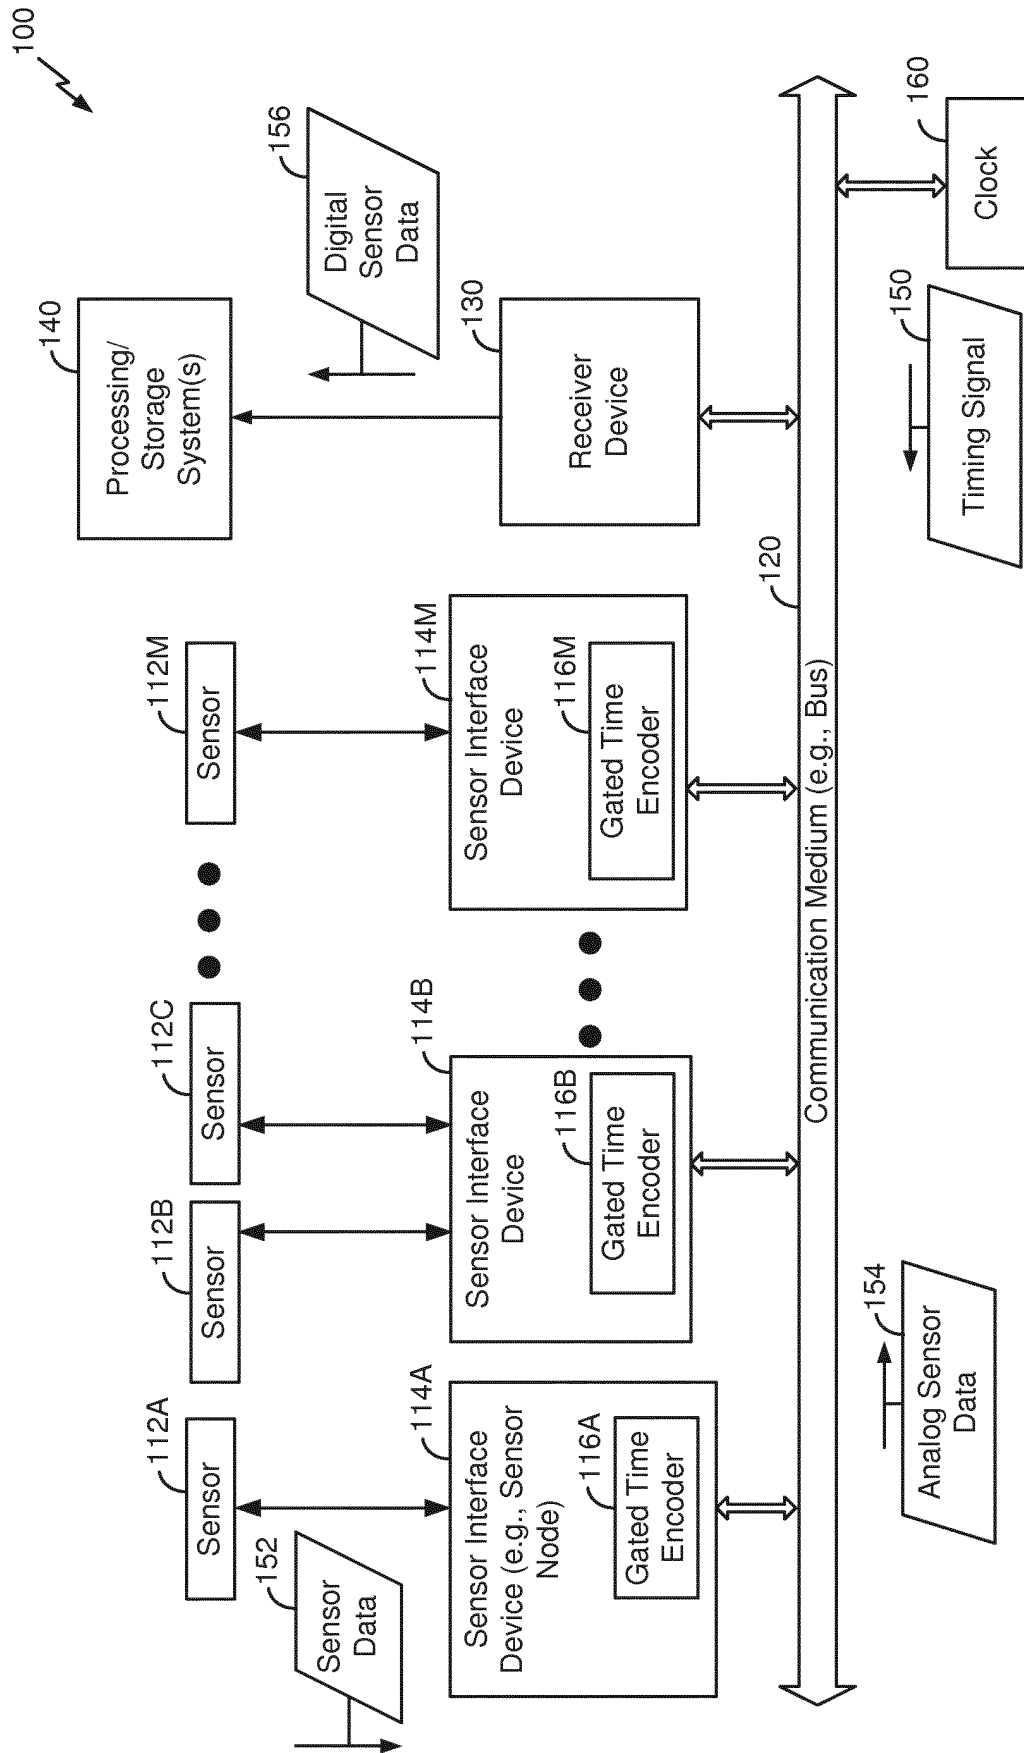 100
112A
Sensor
112B
Sensor
112C
Sensor
112M
Sensor
140
Processing/
Storage
System(s)
152
Sensor
Data
156
Digital
Sensor
Data
114A
Sensor Interface
Device (e.g., Sensor
Node)
116A
Gated Time
Encoder
114B
Sensor Interface
Device
116B
Gated Time
Encoder
114M
Sensor Interface
Device
116M
Gated Time
Encoder
130
Receiver
Device
120
Communication Medium (e.g., Bus)
154
Analog Sensor
Data
150
Timing Signal
160
Clock